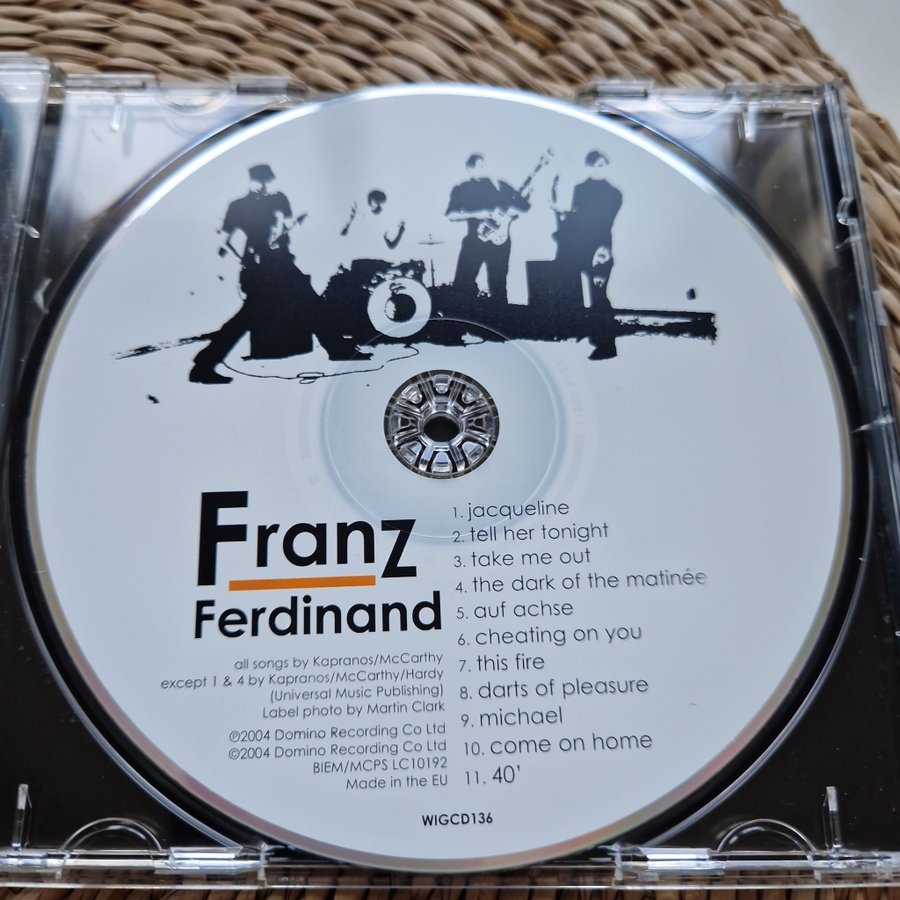 Franz
Ferdinand
all songs by Kapranos/McCarthy
except 1 & 4 by Kapranos/McCarthy/Hardy
(Universal Music Publishing)
Label photo by Martin Clark
℗2004 Domino Recording Co Ltd
©2004 Domino Recording Co Ltd
BIEM/MCPS LC10192
Made in the EU
1. jacqueline
2. tell her tonight
3. take me out
4. the dark of the matinée
5. auf achse
6. cheating on you
7. this fire
8. darts of pleasure
9. michael
10. come on home
11. 40'
WIGCD136